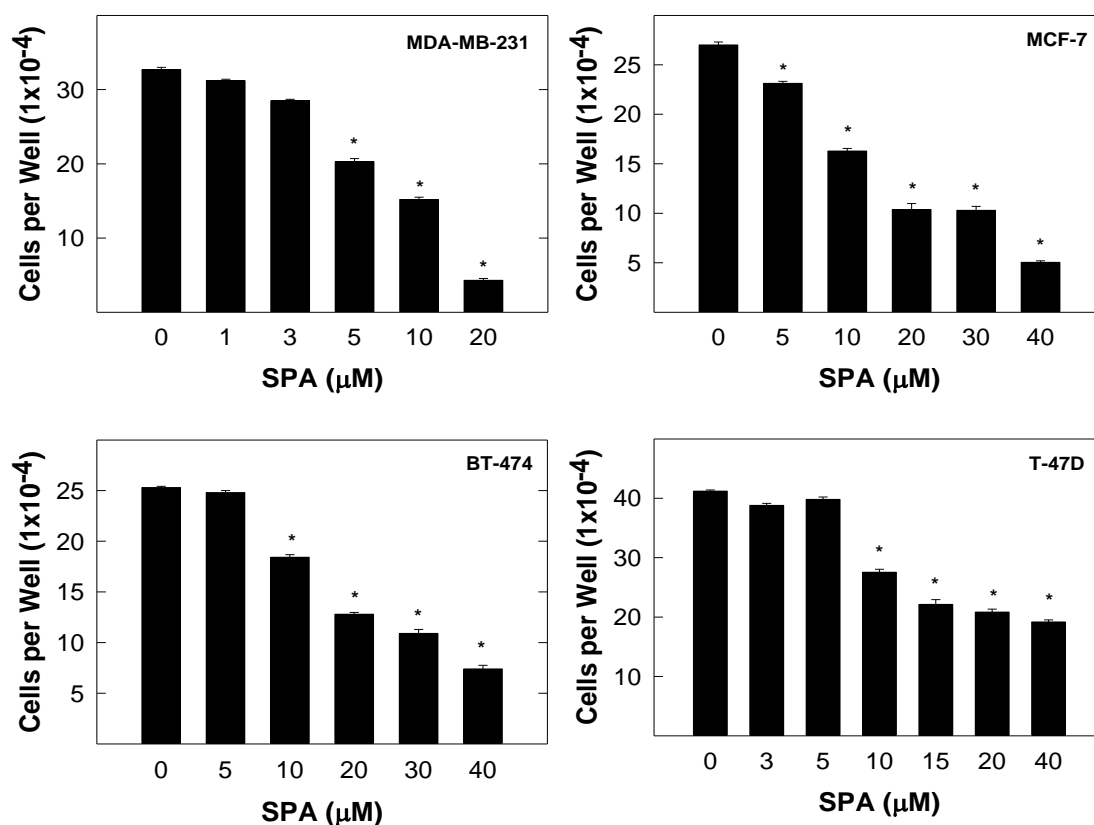 MDA-MB-231
Cells per Well (1x10-4)
30
20
10
*
*
*
0 1 3 5 10 20
SPA (μM)
MCF-7
Cells per Well (1x10-4)
25
20
15
10
5
*
*
*
*
*
0 5 10 20 30 40
SPA (μM)
BT-474
Cells per Well (1x10-4)
25
20
15
10
5
*
*
*
*
0 5 10 20 30 40
SPA (μM)
T-47D
Cells per Well (1x10-4)
40
30
20
10
*
*
*
*
0 3 5 10 15 20 40
SPA (μM)